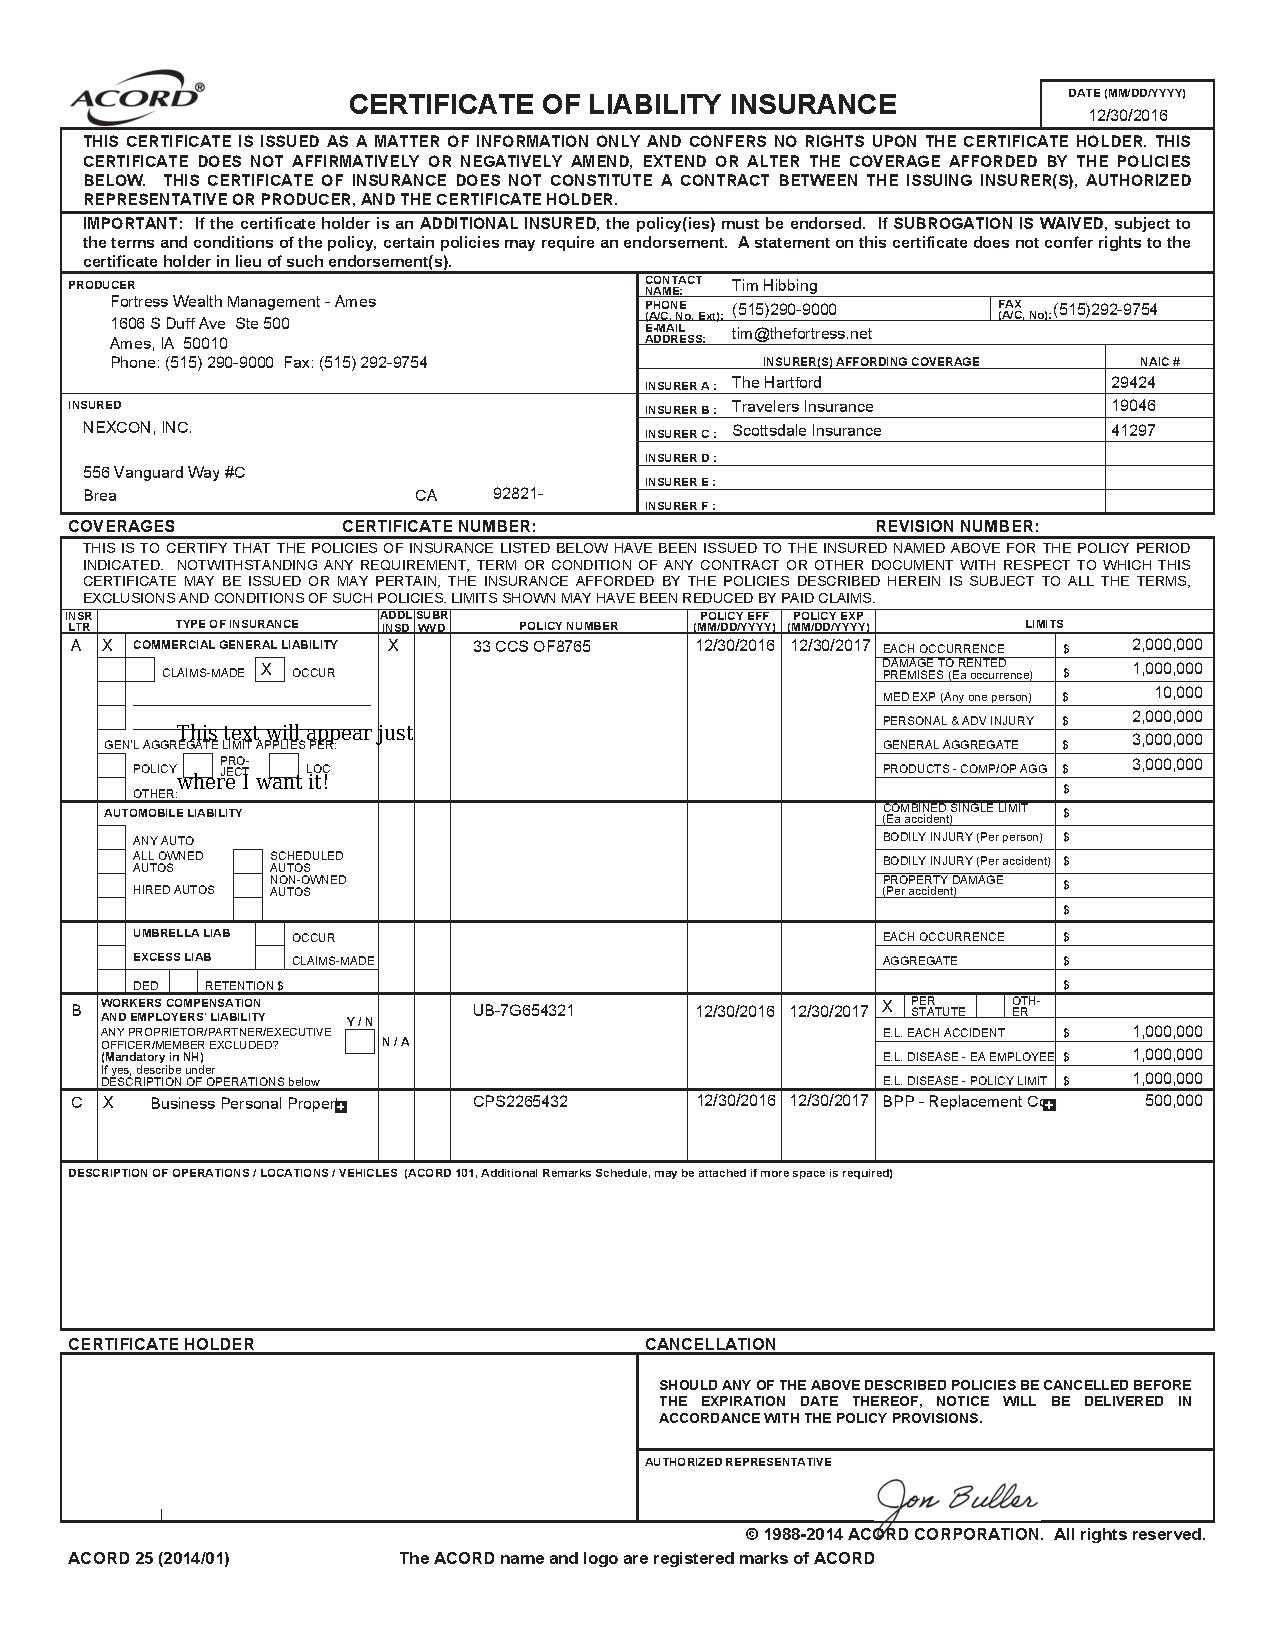 ACORD®
CERTIFICATE OF LIABILITY INSURANCE
DATE (MM/DD/YYYY)
12/30/2016
THIS CERTIFICATE IS ISSUED AS A MATTER OF INFORMATION ONLY AND CONFERS NO RIGHTS UPON THE CERTIFICATE HOLDER. THIS
CERTIFICATE DOES NOT AFFIRMATIVELY OR NEGATIVELY AMEND, EXTEND OR ALTER THE COVERAGE AFFORDED BY THE POLICIES
BELOW. THIS CERTIFICATE OF INSURANCE DOES NOT CONSTITUTE A CONTRACT BETWEEN THE ISSUING INSURER(S), AUTHORIZED
REPRESENTATIVE OR PRODUCER, AND THE CERTIFICATE HOLDER.
IMPORTANT: If the certificate holder is an ADDITIONAL INSURED, the policy(ies) must be endorsed. If SUBROGATION IS WAIVED, subject to
the terms and conditions of the policy, certain policies may require an endorsement. A statement on this certificate does not confer rights to the
certificate holder in lieu of such endorsement(s).
PRODUCER
Fortress Wealth Management - Ames
1606 S Duff Ave Ste 500
Ames, IA 50010
Phone: (515) 290-9000 Fax: (515) 292-9754
CONTACT NAME: Tim Hibbing
PHONE (A/C, No, Ext): (515)290-9000 FAX (A/C, No): (515)292-9754
E-MAIL ADDRESS: tim@thefortress.net
INSURER(S) AFFORDING COVERAGE NAIC #
INSURER A : The Hartford 29424
INSURER B : Travelers Insurance 19046
INSURER C : Scottsdale Insurance 41297
INSURER D :
INSURER E :
INSURER F :
INSURED
NEXCON, INC.
556 Vanguard Way #C
Brea CA 92821-
COVERAGES CERTIFICATE NUMBER: REVISION NUMBER:
THIS IS TO CERTIFY THAT THE POLICIES OF INSURANCE LISTED BELOW HAVE BEEN ISSUED TO THE INSURED NAMED ABOVE FOR THE POLICY PERIOD
INDICATED. NOTWITHSTANDING ANY REQUIREMENT, TERM OR CONDITION OF ANY CONTRACT OR OTHER DOCUMENT WITH RESPECT TO WHICH THIS
CERTIFICATE MAY BE ISSUED OR MAY PERTAIN, THE INSURANCE AFFORDED BY THE POLICIES DESCRIBED HEREIN IS SUBJECT TO ALL THE TERMS,
EXCLUSIONS AND CONDITIONS OF SUCH POLICIES. LIMITS SHOWN MAY HAVE BEEN REDUCED BY PAID CLAIMS.
INSR LTR TYPE OF INSURANCE ADDL INSD SUBR WVD POLICY NUMBER POLICY EFF (MM/DD/YYYY) POLICY EXP (MM/DD/YYYY) LIMITS
A X COMMERCIAL GENERAL LIABILITY X 33 CCS OF8765 12/30/2016 12/30/2017 EACH OCCURRENCE $ 2,000,000
CLAIMS-MADE X OCCUR DAMAGE TO RENTED PREMISES (Ea occurrence) $ 1,000,000
MED EXP (Any one person) $ 10,000
PERSONAL & ADV INJURY $ 2,000,000
This text will appear just
GEN'L AGGREGATE LIMIT APPLIES PER: GENERAL AGGREGATE $ 3,000,000
POLICY PRO-JECT LOC PRODUCTS - COMP/OP AGG $ 3,000,000
where I want it!
OTHER: $
AUTOMOBILE LIABILITY COMBINED SINGLE LIMIT (Ea accident) $
ANY AUTO BODILY INJURY (Per person) $
ALL OWNED AUTOS SCHEDULED AUTOS BODILY INJURY (Per accident) $
HIRED AUTOS NON-OWNED AUTOS PROPERTY DAMAGE (Per accident) $
$
UMBRELLA LIAB OCCUR EACH OCCURRENCE $
EXCESS LIAB CLAIMS-MADE AGGREGATE $
DED RETENTION $ $
B WORKERS COMPENSATION UB-7G654321 12/30/2016 12/30/2017 X PER STATUTE OTH-ER
AND EMPLOYERS' LIABILITY Y / N
ANY PROPRIETOR/PARTNER/EXECUTIVE E.L. EACH ACCIDENT $ 1,000,000
OFFICER/MEMBER EXCLUDED? N / A
(Mandatory in NH) E.L. DISEASE - EA EMPLOYEE $ 1,000,000
If yes, describe under
DESCRIPTION OF OPERATIONS below E.L. DISEASE - POLICY LIMIT $ 1,000,000
C X Business Personal Proper CPS2265432 12/30/2016 12/30/2017 BPP - Replacement Co 500,000
DESCRIPTION OF OPERATIONS / LOCATIONS / VEHICLES (ACORD 101, Additional Remarks Schedule, may be attached if more space is required)
CERTIFICATE HOLDER
CANCELLATION
SHOULD ANY OF THE ABOVE DESCRIBED POLICIES BE CANCELLED BEFORE
THE EXPIRATION DATE THEREOF, NOTICE WILL BE DELIVERED IN
ACCORDANCE WITH THE POLICY PROVISIONS.
AUTHORIZED REPRESENTATIVE
Jon Buller
© 1988-2014 ACORD CORPORATION. All rights reserved.
ACORD 25 (2014/01) The ACORD name and logo are registered marks of ACORD